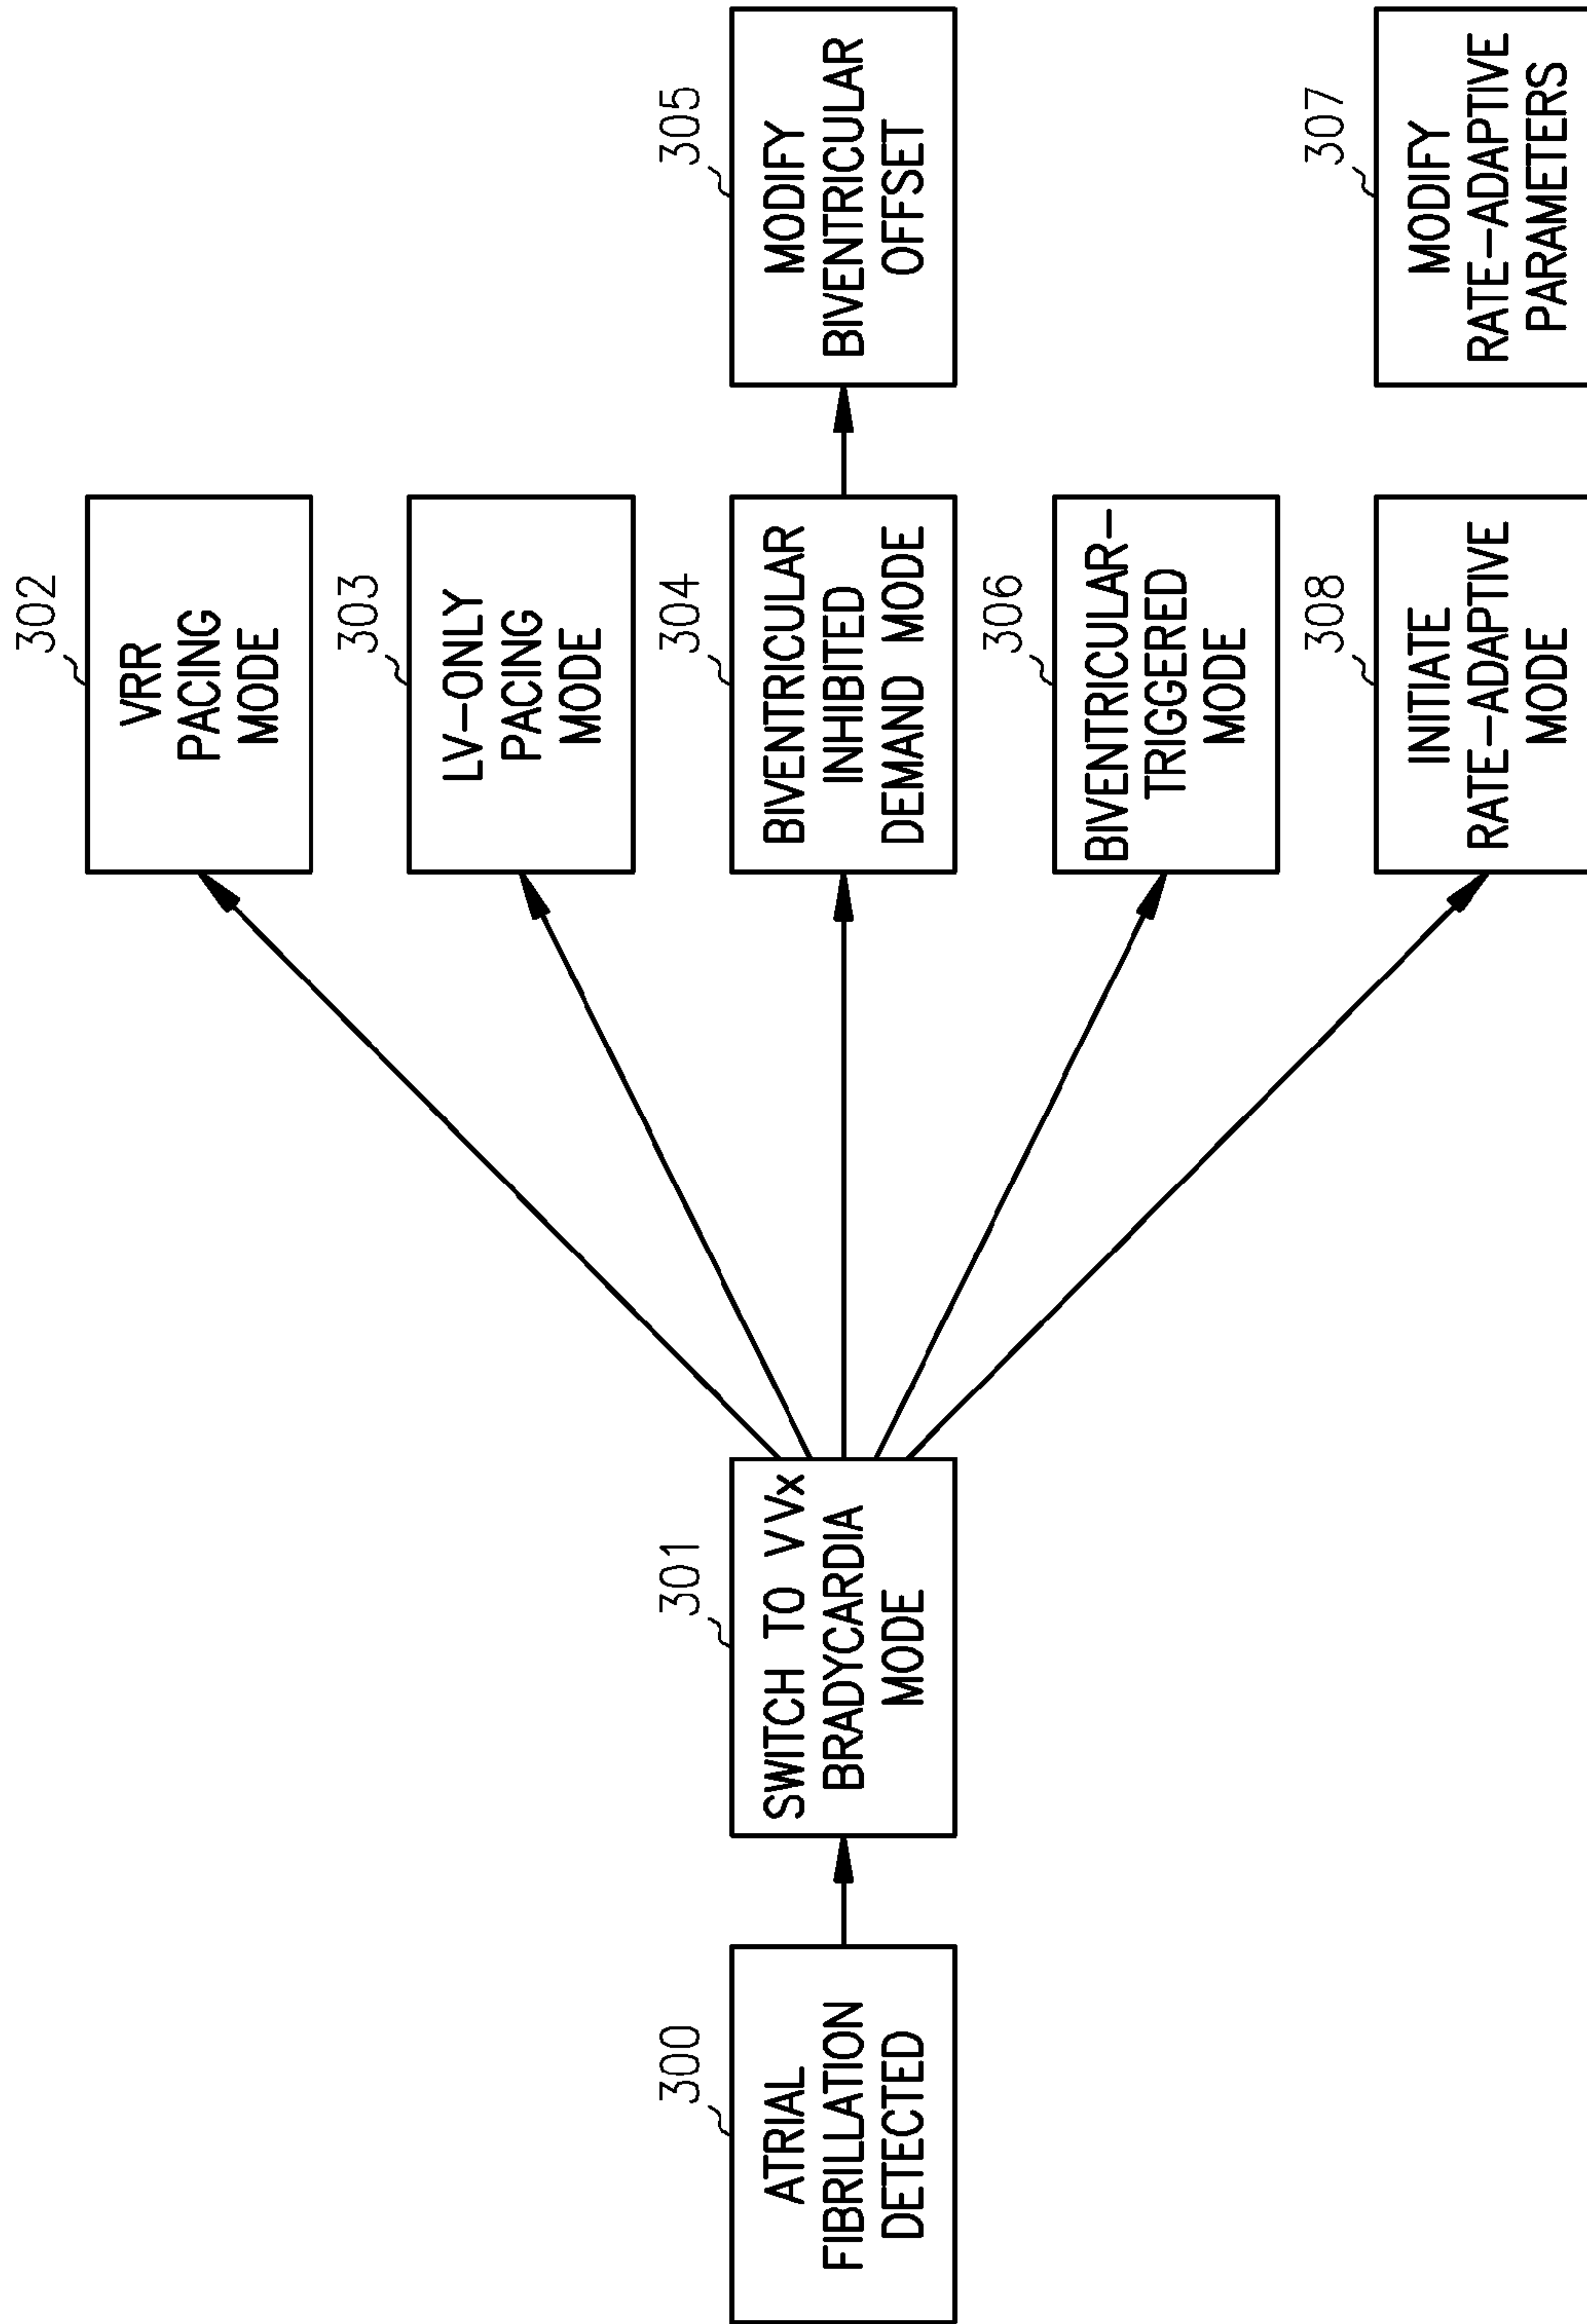 300
ATRIAL
FIBRILLATION
DETECTED
301
SWITCH TO VVx
BRADYCARDIA
MODE
302
VRR
PACING
MODE
303
LV-ONLY
PACING
MODE
304
BIVENTRICULAR
INHIBITED
DEMAND MODE
305
MODIFY
BIVENTRICULAR
OFFSET
306
BIVENTRICULAR-
TRIGGERED
MODE
308
INITIATE
RATE-ADAPTIVE
MODE
307
MODIFY
RATE-ADAPTIVE
PARAMETERS